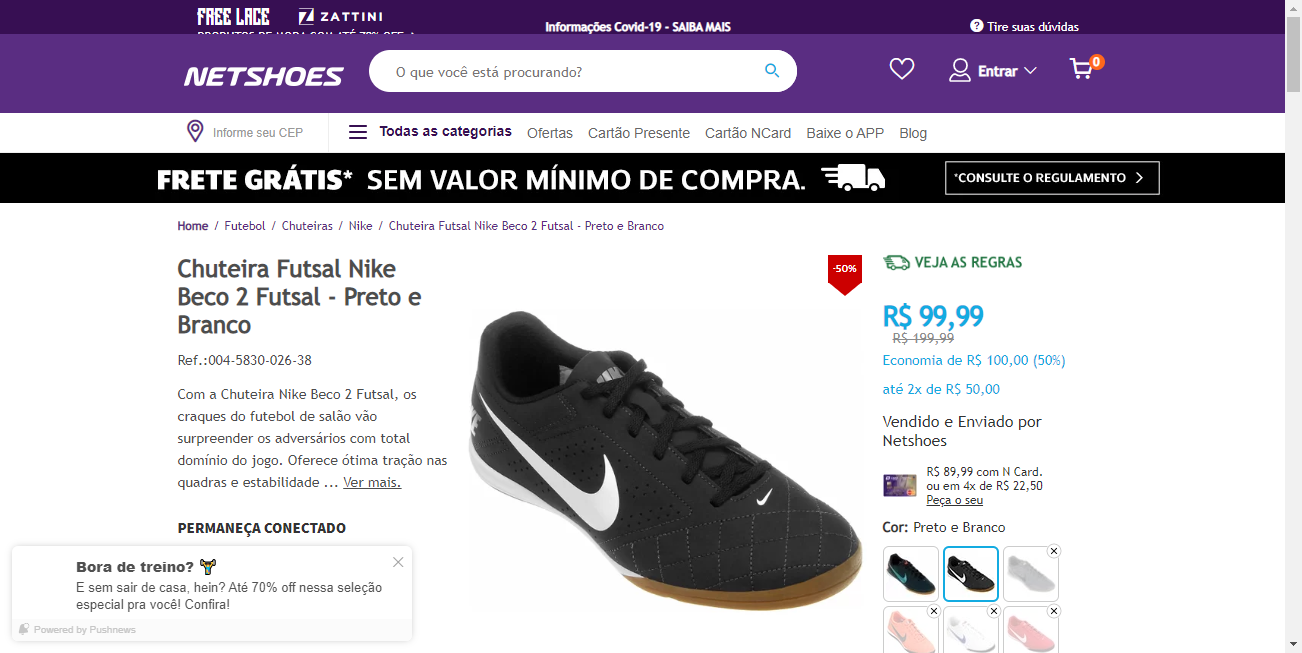 FREE LACE
ZATTINI
Informações Covid-19 - SAIBA MAIS
Tire suas dúvidas
NETSHOES
O que você está procurando?
Entrar
0
Informe seu CEP
Todas as categorias
Ofertas
Cartão Presente
Cartão NCard
Baixe o APP
Blog
FRETE GRÁTIS* SEM VALOR MÍNIMO DE COMPRA.
*CONSULTE O REGULAMENTO
Home / Futebol / Chuteiras / Nike / Chuteira Futsal Nike Beco 2 Futsal - Preto e Branco
Chuteira Futsal Nike
Beco 2 Futsal - Preto e
Branco
Ref.:004-5830-026-38
Com a Chuteira Nike Beco 2 Futsal, os
craques do futebol de salão vão
surpreender os adversários com total
domínio do jogo. Oferece ótima tração nas
quadras e estabilidade ... Ver mais.
PERMANEÇA CONECTADO
Bora de treino?
E sem sair de casa, hein? Até 70% off nessa seleção
especial pra você! Confira!
Powered by Pushnews
-50%
VEJA AS REGRAS
R$ 99,99
R$ 199,99
Economia de R$ 100,00 (50%)
até 2x de R$ 50,00
Vendido e Enviado por
Netshoes
R$ 89,99 com N Card.
ou em 4x de R$ 22,50
Peça o seu
Cor: Preto e Branco